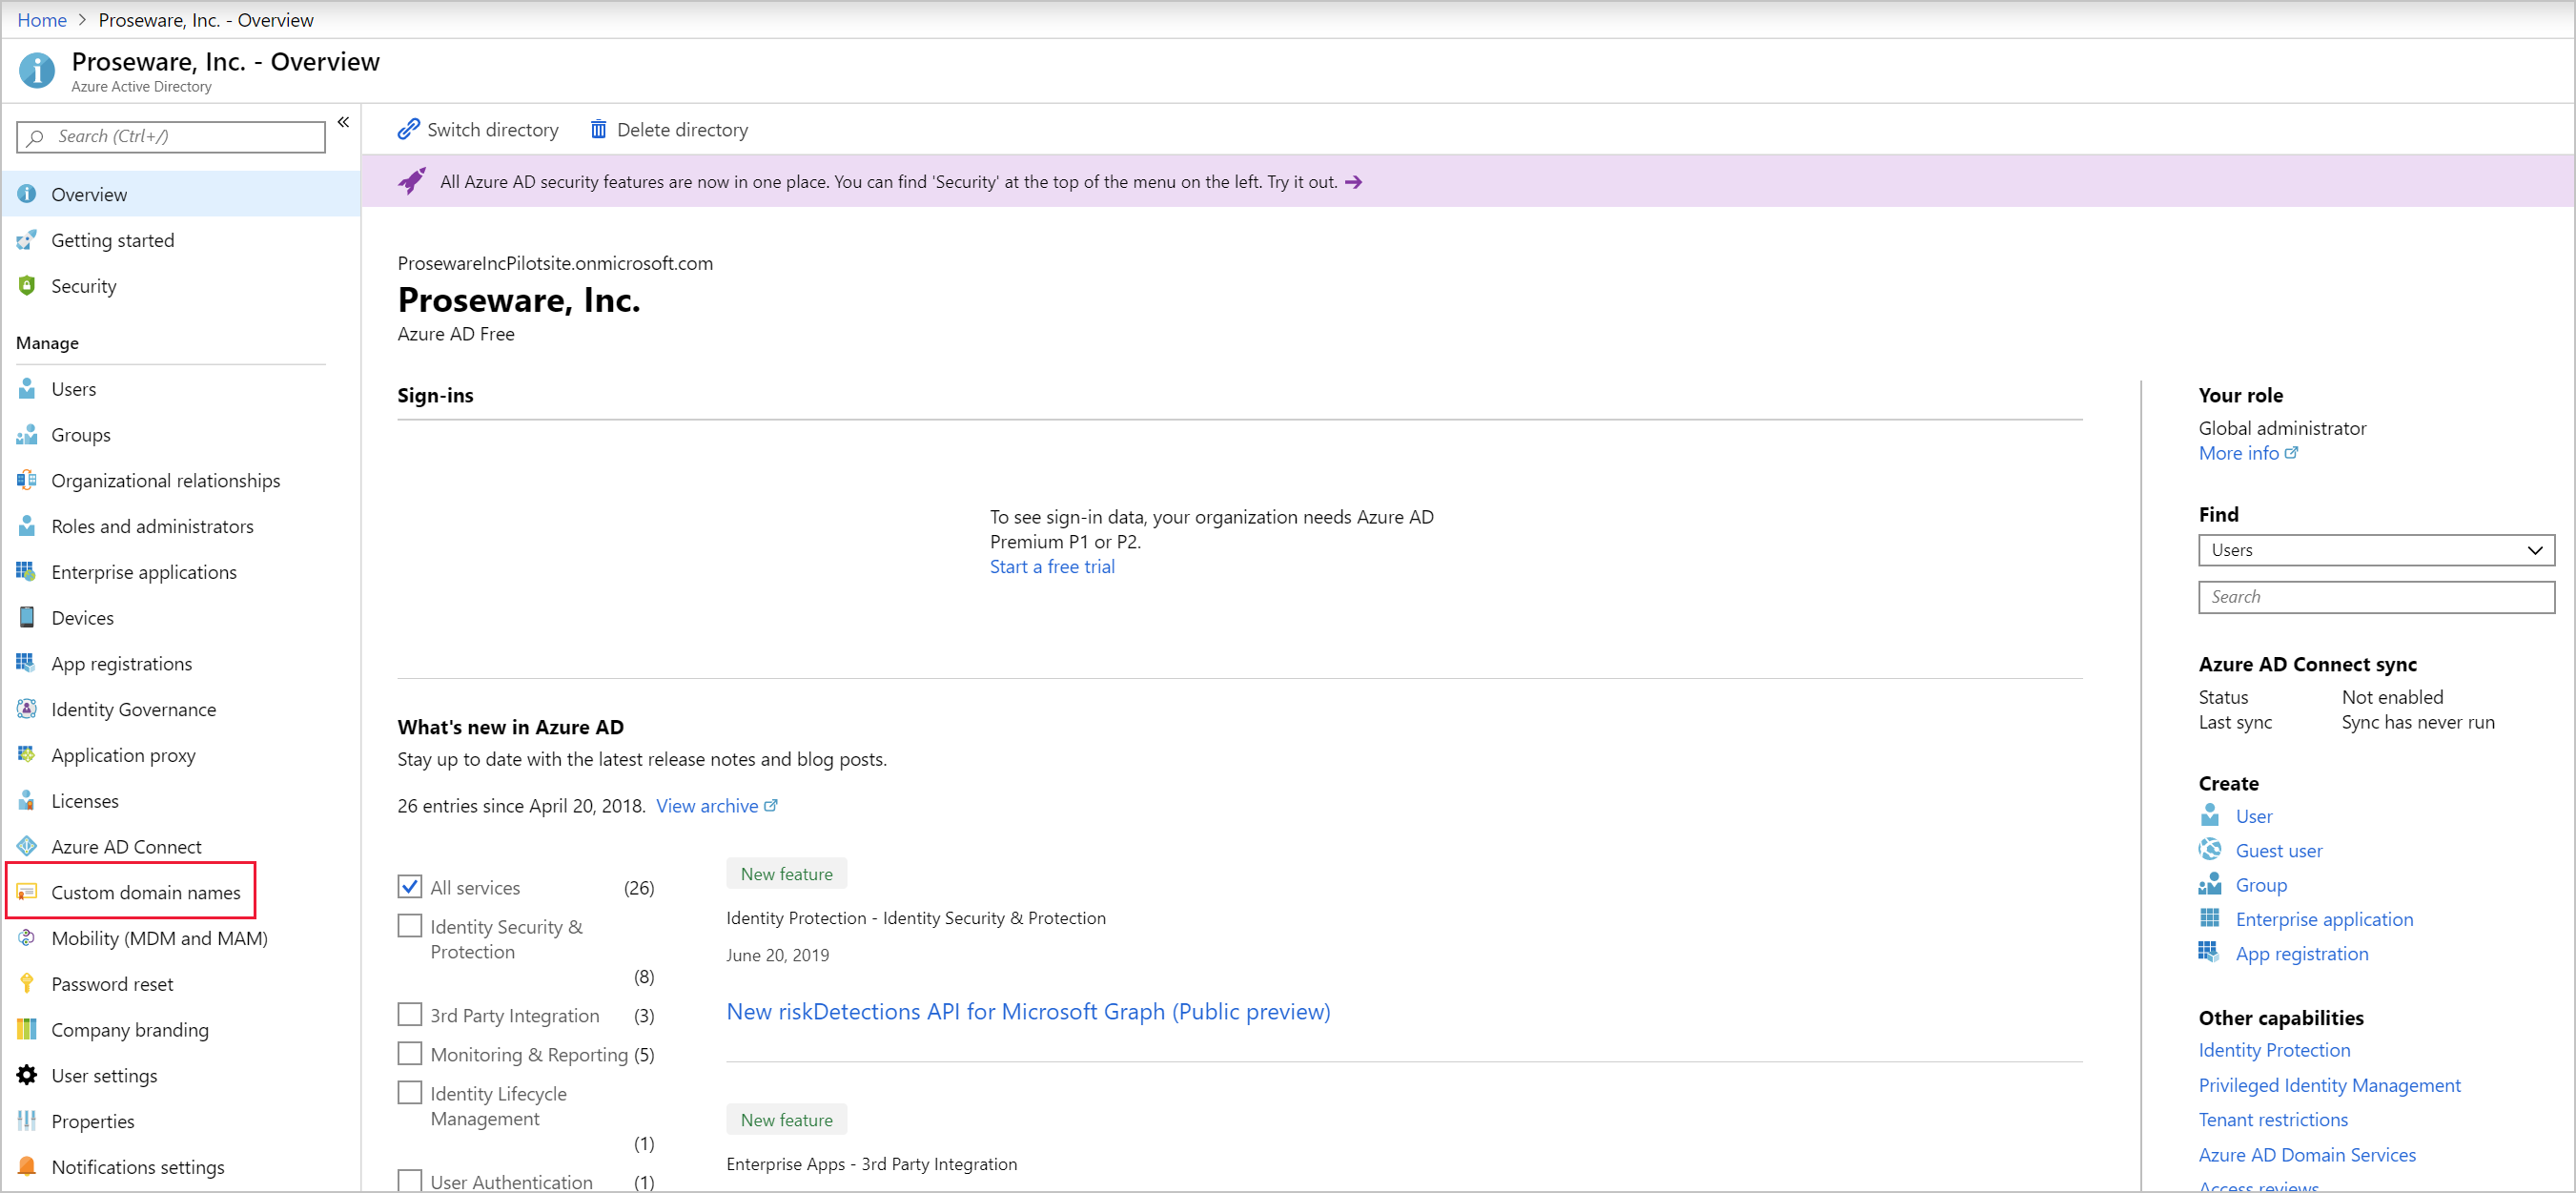 Home > Proseware, Inc. - Overview
Proseware, Inc. - Overview
Azure Active Directory
Search (Ctrl+/)
«
Overview
Getting started
Security
Manage
Users
Groups
Organizational relationships
Roles and administrators
Enterprise applications
Devices
App registrations
Identity Governance
Application proxy
Licenses
Azure AD Connect
Custom domain names
Mobility (MDM and MAM)
Password reset
Company branding
User settings
Properties
Notifications settings
Switch directory
Delete directory
All Azure AD security features are now in one place. You can find 'Security' at the top of the menu on the left. Try it out. →
ProsewareIncPilotsite.onmicrosoft.com
Proseware, Inc.
Azure AD Free
Sign-ins
To see sign-in data, your organization needs Azure AD
Premium P1 or P2.
Start a free trial
What's new in Azure AD
Stay up to date with the latest release notes and blog posts.
26 entries since April 20, 2018. View archive
All services (26)
Identity Security &
Protection
(8)
3rd Party Integration (3)
Monitoring & Reporting (5)
Identity Lifecycle
Management
(1)
User Authentication (1)
New feature
Identity Protection - Identity Security & Protection
June 20, 2019
New riskDetections API for Microsoft Graph (Public preview)
New feature
Enterprise Apps - 3rd Party Integration
Your role
Global administrator
More info
Find
Users
Search
Azure AD Connect sync
Status Not enabled
Last sync Sync has never run
Create
User
Guest user
Group
Enterprise application
App registration
Other capabilities
Identity Protection
Privileged Identity Management
Tenant restrictions
Azure AD Domain Services
Access reviews